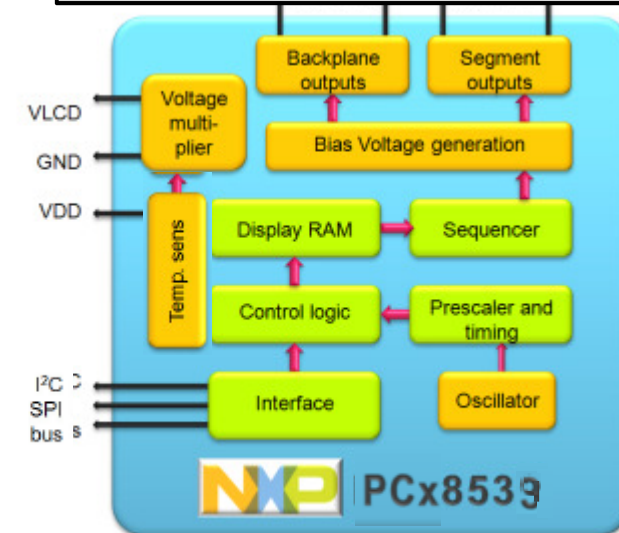 Backplane
outputs
Segment
outputs
Voltage
multi-
plier
VLCD
Bias Voltage generation
GND
VDD
Temp. sens
Display RAM
Sequencer
Control logic
Prescaler and
timing
I²C
SPI
bus s
Interface
Oscillator
NXP PCx8539